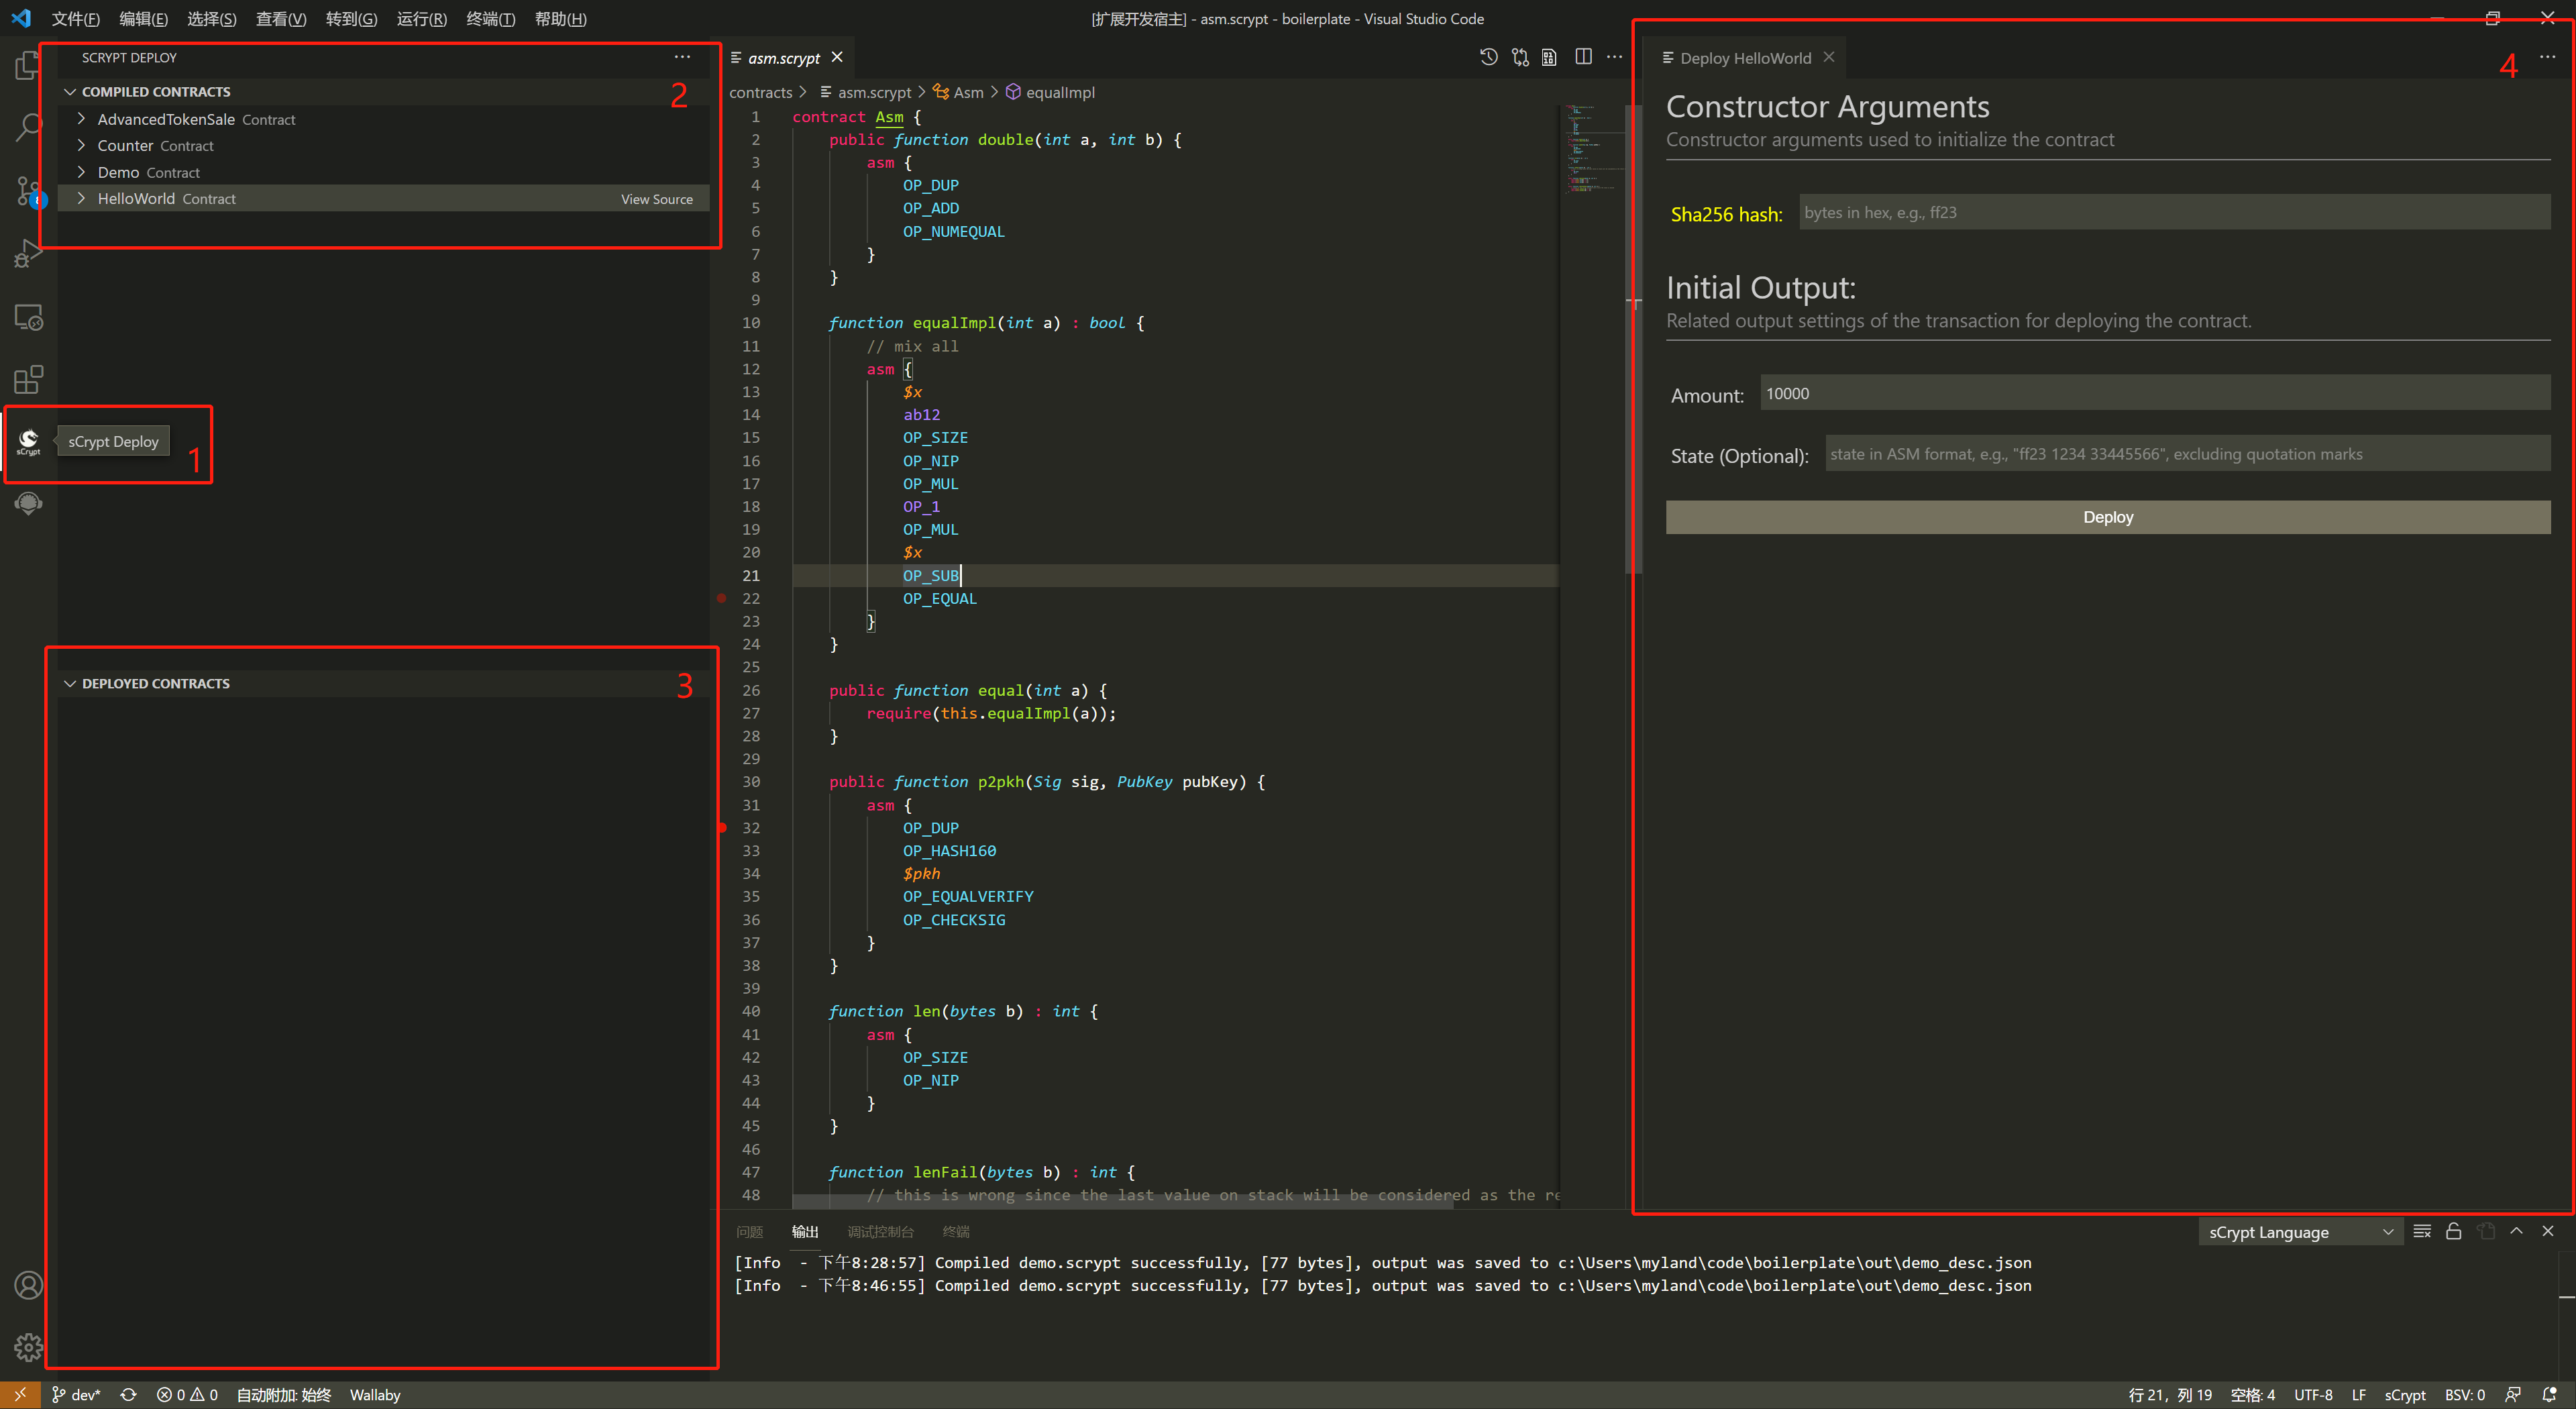 文件(F) 编辑(E) 选择(S) 查看(V) 转到(G) 运行(R) 终端(T) 帮助(H)
[扩展开发宿主] - asm.scrypt - boilerplate - Visual Studio Code
SCRYPT DEPLOY
COMPILED CONTRACTS
2
AdvancedTokenSale Contract
Counter Contract
Demo Contract
HelloWorld Contract View Source
sCrypt
sCrypt Deploy
1
DEPLOYED CONTRACTS
3
asm.scrypt
contracts > asm.scrypt > Asm > equalImpl
1 contract Asm {
2 public function double(int a, int b) {
3 asm {
4 OP_DUP
5 OP_ADD
6 OP_NUMEQUAL
7 }
8 }
9
10 function equalImpl(int a) : bool {
11 // mix all
12 asm {
13 $x
14 ab12
15 OP_SIZE
16 OP_NIP
17 OP_MUL
18 OP_1
19 OP_MUL
20 $x
21 OP_SUB
22 OP_EQUAL
23 }
24 }
25
26 public function equal(int a) {
27 require(this.equalImpl(a));
28 }
29
30 public function p2pkh(Sig sig, PubKey pubKey) {
31 asm {
32 OP_DUP
33 OP_HASH160
34 $pkh
35 OP_EQUALVERIFY
36 OP_CHECKSIG
37 }
38 }
39
40 function len(bytes b) : int {
41 asm {
42 OP_SIZE
43 OP_NIP
44 }
45 }
46
47 function lenFail(bytes b) : int {
48 // this is wrong since the last value on stack will be considered as the re
Deploy HelloWorld
4
Constructor Arguments
Constructor arguments used to initialize the contract
Sha256 hash: bytes in hex, e.g., ff23
Initial Output:
Related output settings of the transaction for deploying the contract.
Amount: 10000
State (Optional): state in ASM format, e.g., "ff23 1234 33445566", excluding quotation marks
Deploy
问题 输出 调试控制台 终端
sCrypt Language
[Info - 下午8:28:57] Compiled demo.scrypt successfully, [77 bytes], output was saved to c:\Users\myland\code\boilerplate\out\demo_desc.json
[Info - 下午8:46:55] Compiled demo.scrypt successfully, [77 bytes], output was saved to c:\Users\myland\code\boilerplate\out\demo_desc.json
dev* 0 0 自动附加: 始终 Wallaby
行 21，列 19 空格: 4 UTF-8 LF sCrypt BSV: 0